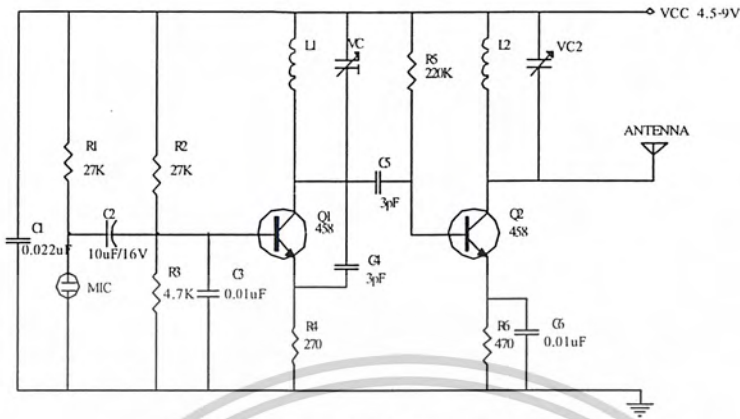 VCC 4.5-9V
L1
VC
R5
220K
L2
VC2
ANTENNA
R1
27K
R2
27K
C5
3pF
C1
0.022uF
C2
10uF/16V
Q1
458
Q2
458
MIC
R3
4.7K
C3
0.01uF
C4
3pF
R4
270
R6
470
C6
0.01uF